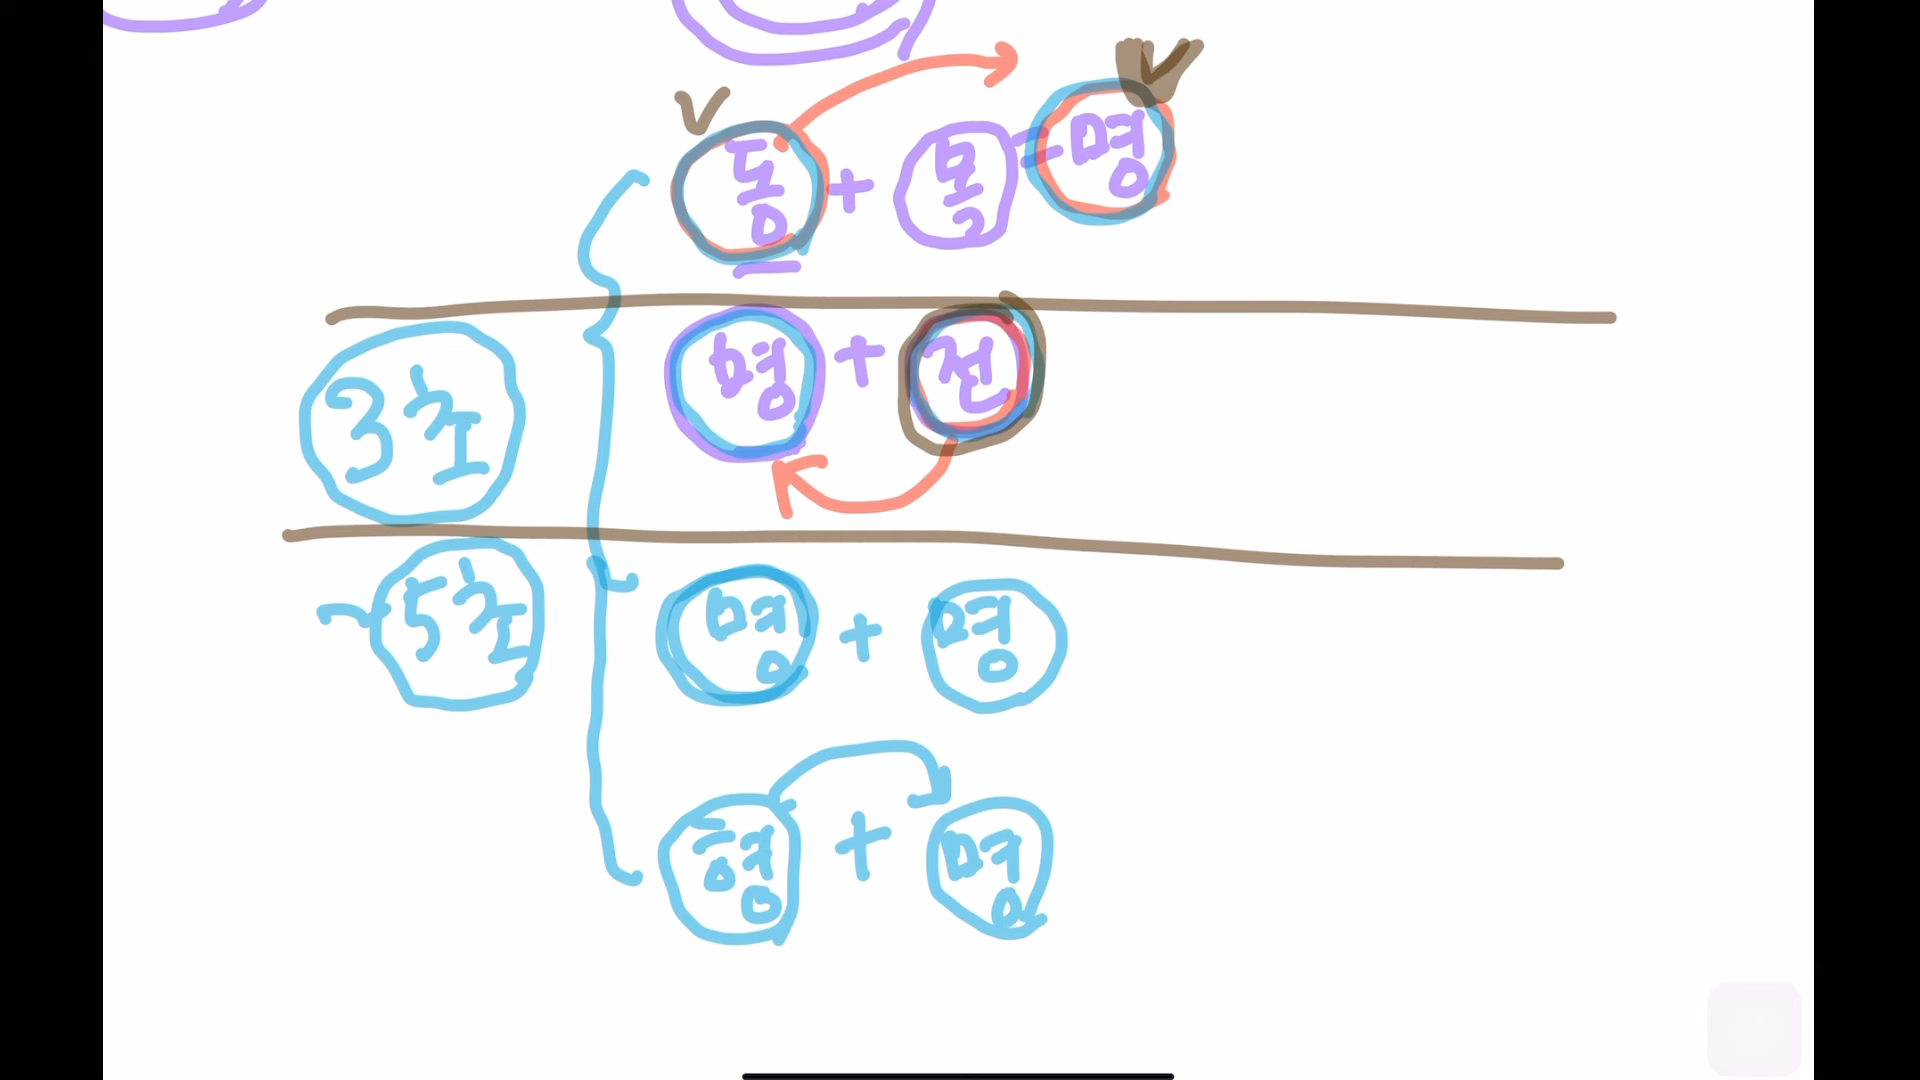 V V
동 + 목 = 명
3초 명 + 전
~5초 명 + 명
형 + 명